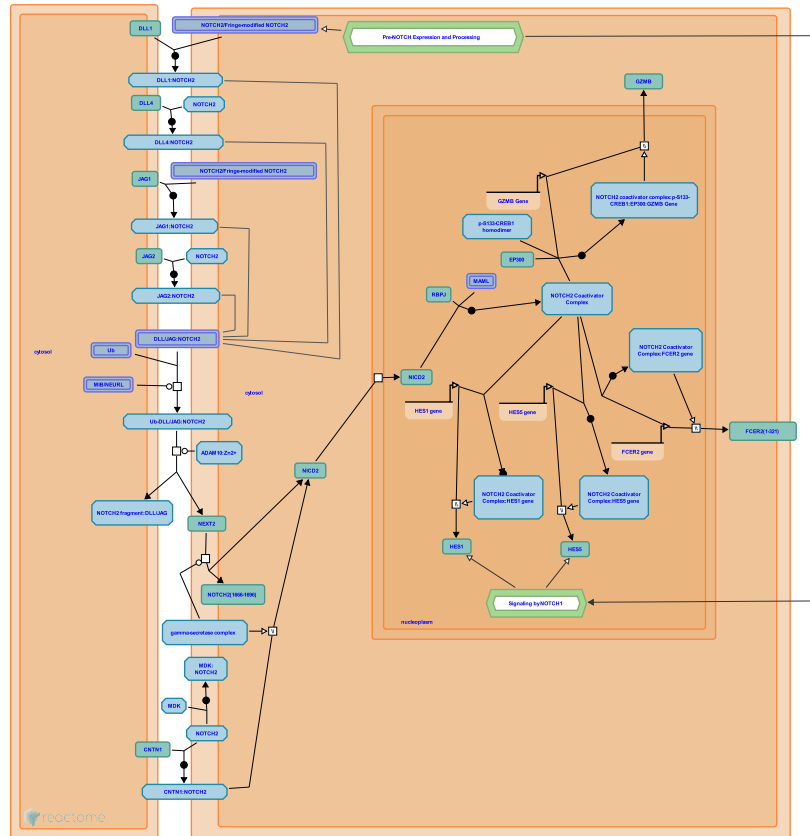 DLL1
NOTCH2/Fringe-modified NOTCH2
Pre-NOTCH Expression and Processing
DLL1:NOTCH2
GZMB
DLL4
NOTCH2
DLL4:NOTCH2
NOTCH2/Fringe-modified NOTCH2
JAG1
GZMB Gene
NOTCH2 coactivator complex:p-S133-
CREB1:EP300:GZMB Gene
JAG1:NOTCH2
p-S133-CREB1
homodimer
JAG2
NOTCH2
EP300
MAML
RBPJ
JAG2:NOTCH2
NOTCH2 Coactivator
Complex
DLL/JAG:NOTCH2
Ub
cytosol
NOTCH2 Coactivator
Complex:FCER2 gene
MIB/NEURL
cytosol
NICD2
HES1 gene
HES5 gene
Ub-DLL/JAG:NOTCH2
FCER2(1-321)
FCER2 gene
ADAM10:Zn2+
NICD2
NOTCH2 fragment:DLL/JAG
NOTCH2 Coactivator
Complex:HES1 gene
NOTCH2 Coactivator
Complex:HES5 gene
NEXT2
HES1
HES5
NOTCH2(1666-1696)
Signaling by NOTCH1
nucleoplasm
gamma-secretase complex
MDK:
NOTCH2
MDK
NOTCH2
CNTN1
CNTN1:NOTCH2
reactome